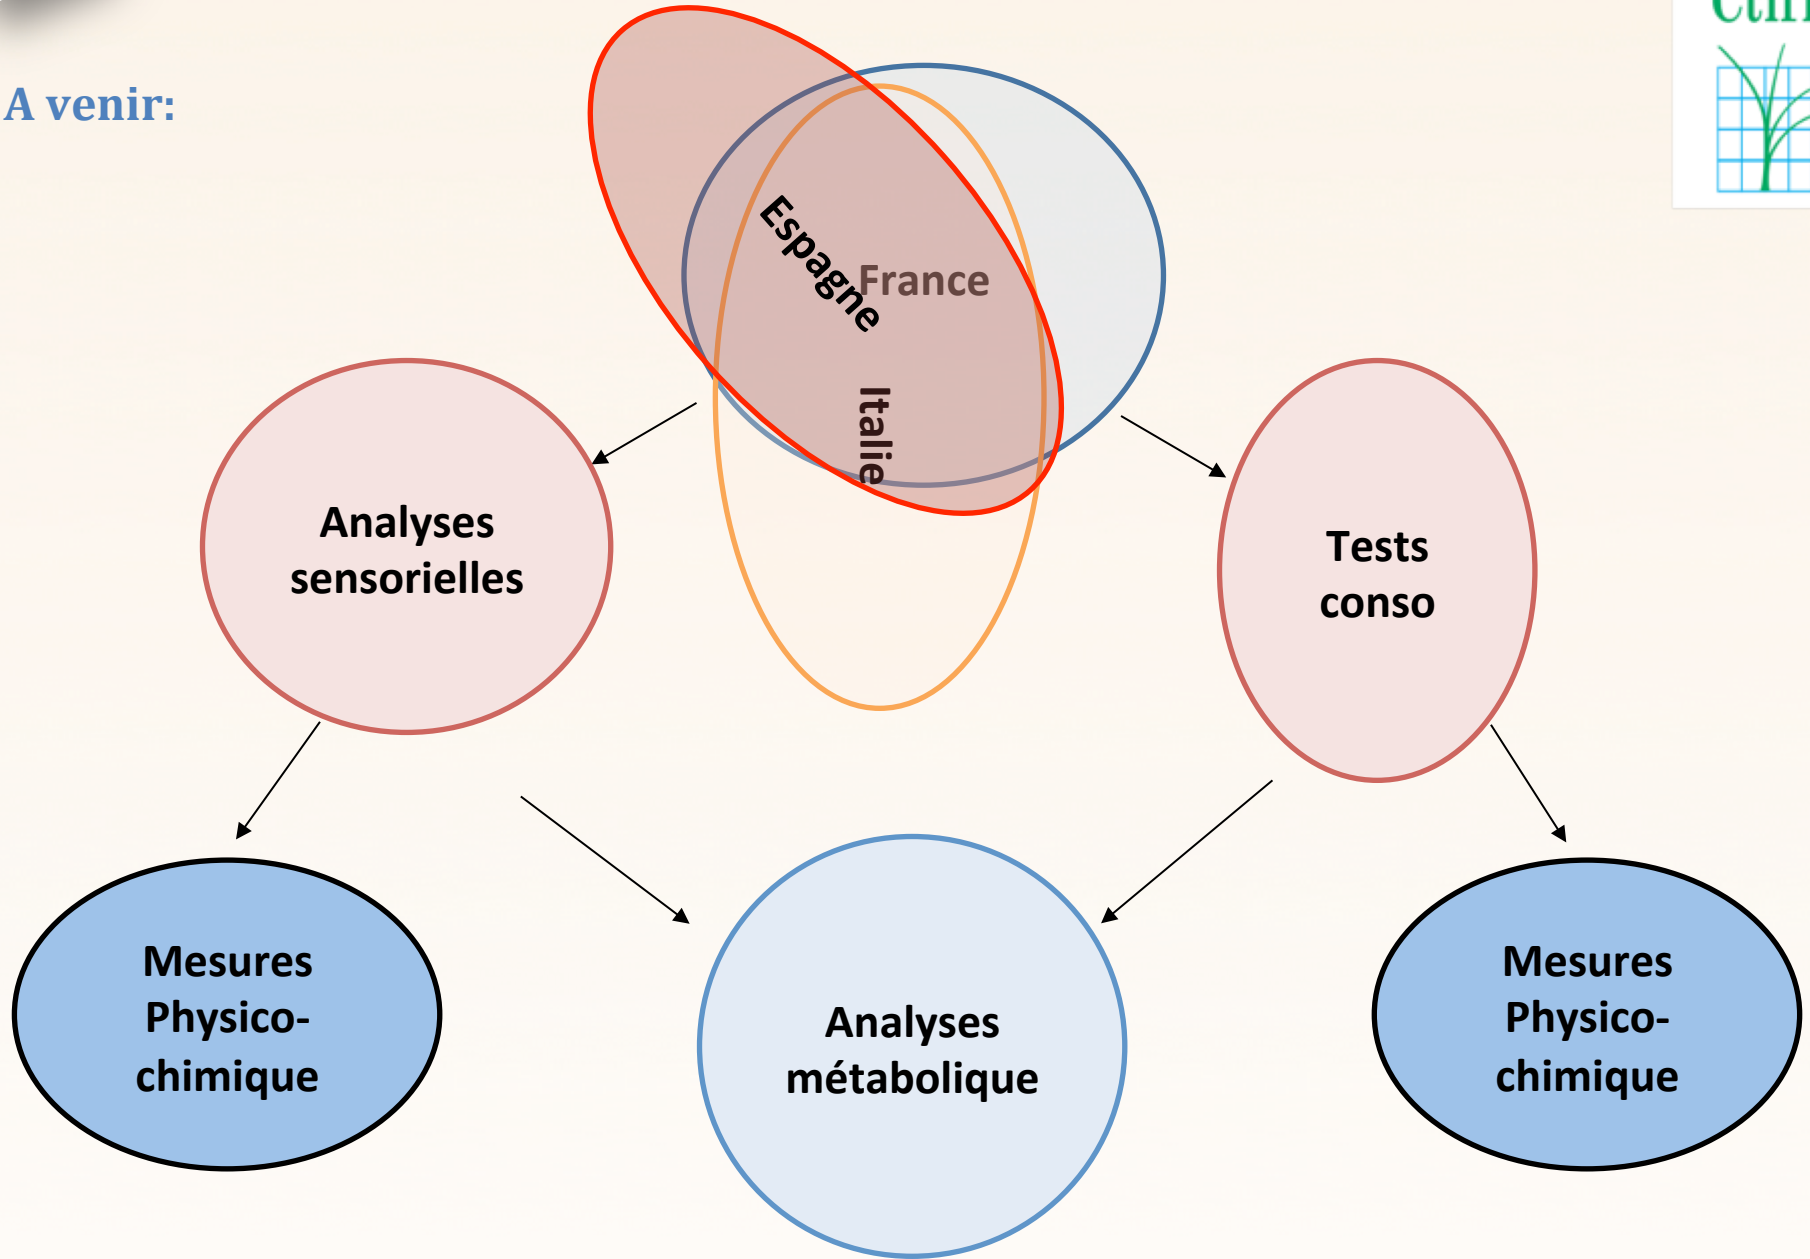 A venir:
Espagne
France
Italie
Analyses
sensorielles
Tests
conso
Mesures
Physico-
chimique
Analyses
métabolique
Mesures
Physico-
chimique